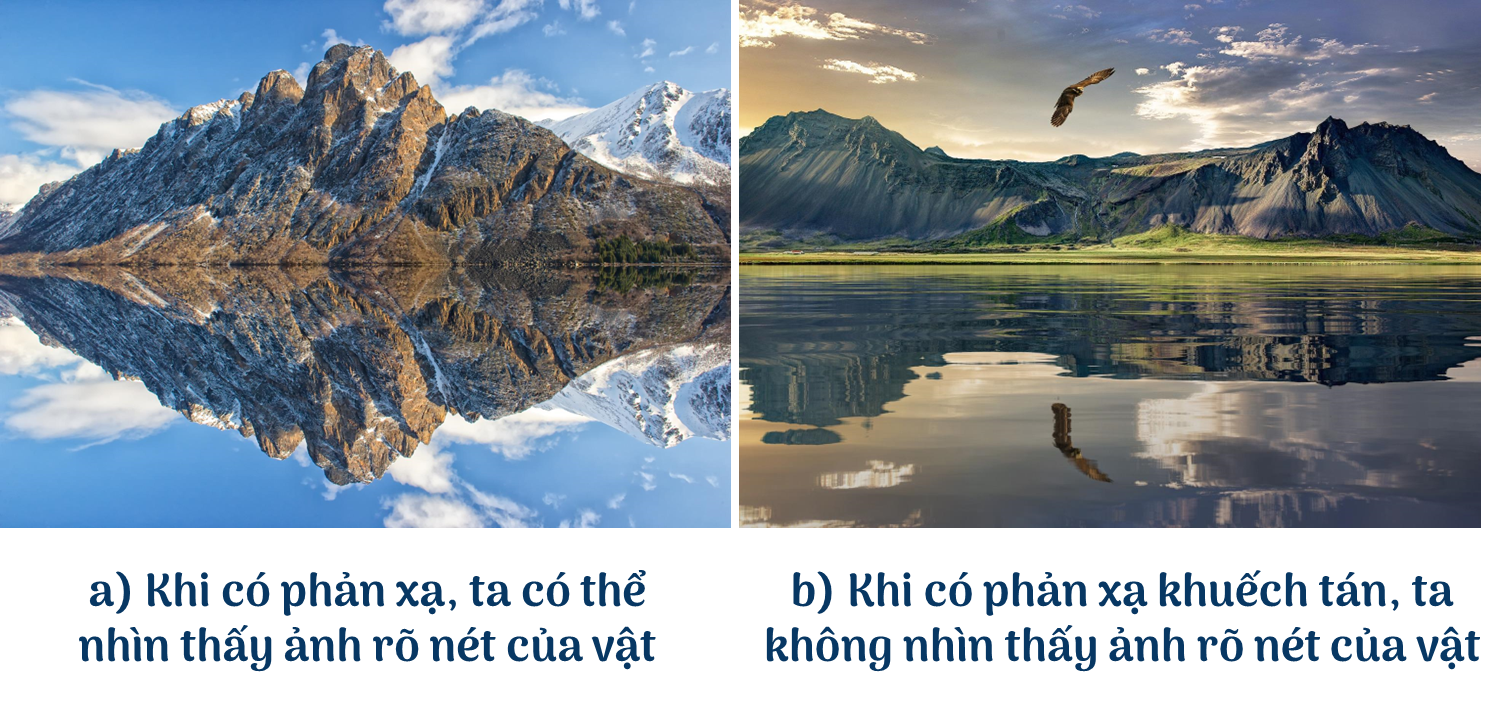 a) Khi có phản xạ, ta có thể
nhìn thấy ảnh rõ nét của vật
b) Khi có phản xạ khuếch tán, ta
không nhìn thấy ảnh rõ nét của vật